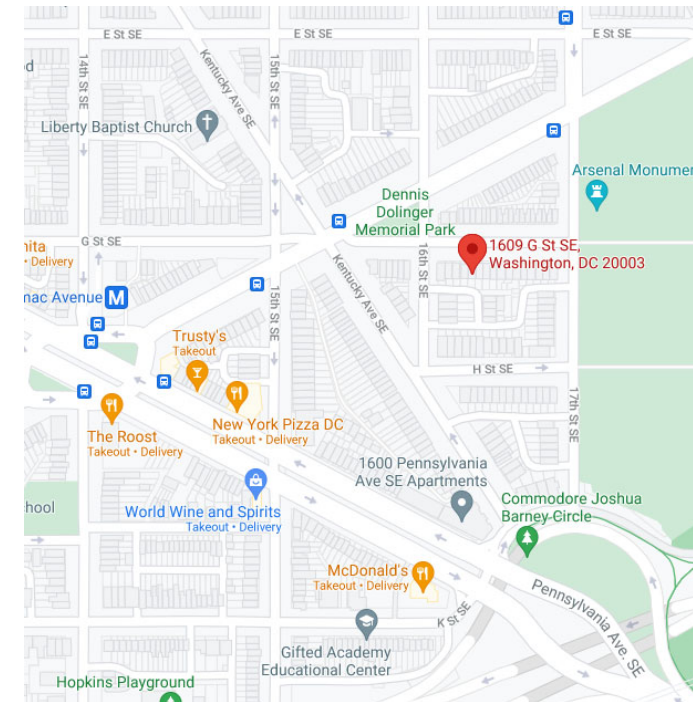 E St SE
E St SE
E St SE
d
14th St SE
Kentucky Ave SE
15th St SE
Liberty Baptist Church
Arsenal Monumen
Dennis
Dolinger
Memorial Park
nita
Delivery
G St SE
1609 G St SE,
Washington, DC 20003
16th St SE
mac Avenue
M
Kentucky Ave SE
15th St SE
Trusty's
Takeout
H St SE
17th St SE
New York Pizza DC
Takeout • Delivery
The Roost
Takeout • Delivery
1600 Pennsylvania
Ave SE Apartments
hool
World Wine and Spirits
Takeout • Delivery
Commodore Joshua
Barney Circle
McDonald's
Takeout • Delivery
Pennsylvania Ave. SE
K St SE
Gifted Academy
Educational Center
Hopkins Playground